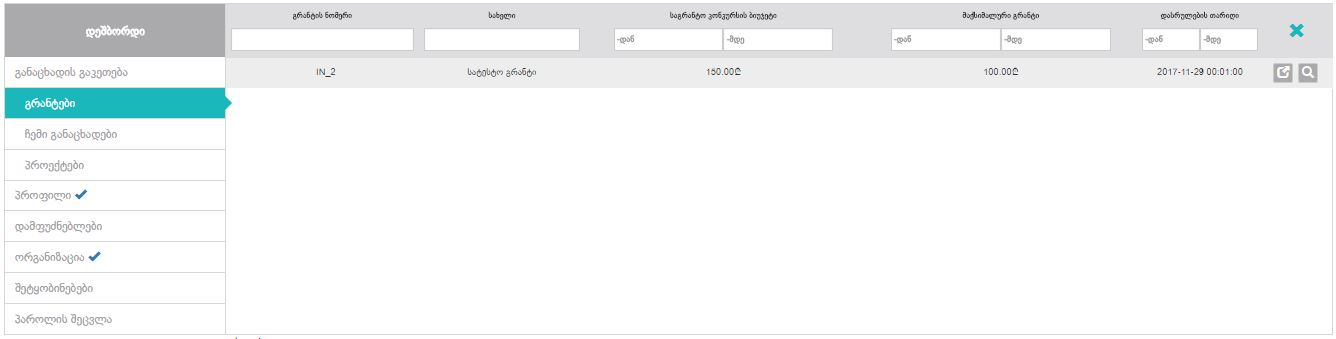 დეშბორდი
გრანტის ნომერი სახელი საგრანტო კონკურსის ბიუჯეტი მაქსიმალური გრანტი დასრულების თარიღი
-დან -მდე -დან -მდე -დან -მდე
განაცხადის გაკეთება
IN_2 სატესტო გრანტი 150.00₾ 100.00₾ 2017-11-29 00:01:00
გრანტები
ჩემი განაცხადები
პროექტები
პროფილი
დამფუძნებლები
ორგანიზაცია
შეტყობინებები
პაროლის შეცვლა